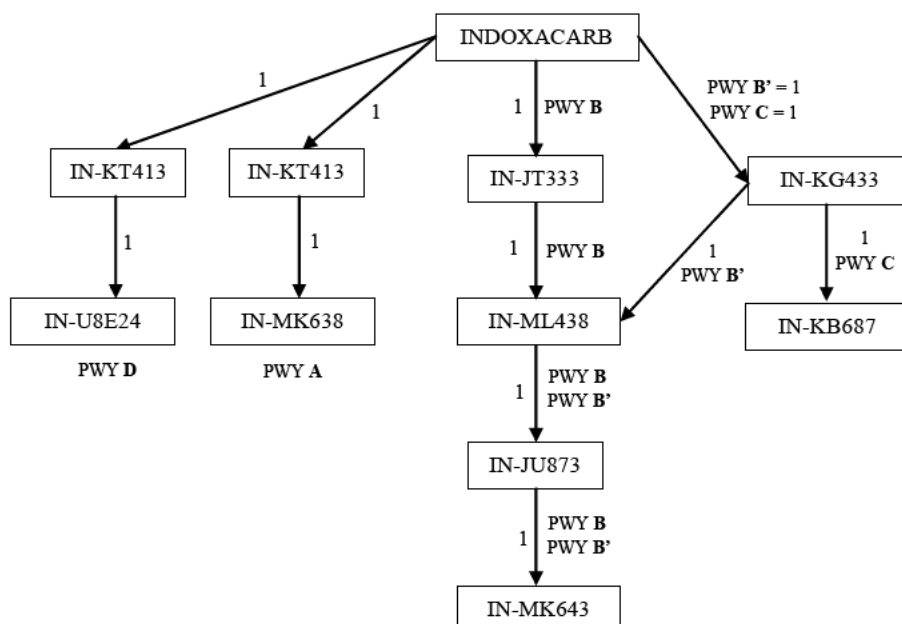 INDOXACARB
1
1
1 PWY B
PWY B’ = 1
PWY C = 1
IN-KT413
IN-KT413
IN-JT333
IN-KG433
1
1
1 PWY B
1
PWY B’
1
PWY C
IN-U8E24
IN-MK638
IN-ML438
IN-KB687
PWY D
PWY A
1
PWY B
PWY B’
IN-JU873
1
PWY B
PWY B’
IN-MK643